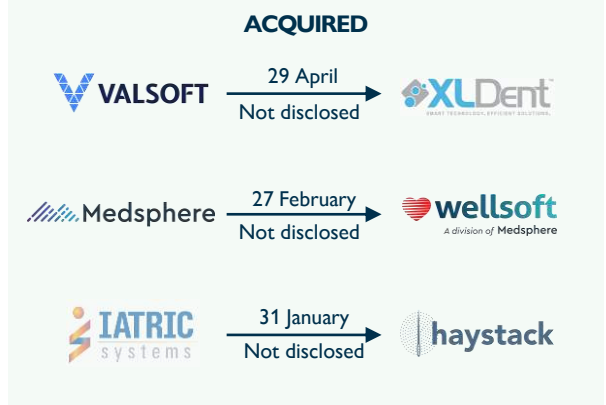 ACQUIRED
VALSOFT
29 April
Not disclosed
XLDent™
SMART TECHNOLOGY. EFFICIENT SOLUTIONS.
Medsphere
27 February
Not disclosed
wellsoft
A division of Medsphere
IATRIC
systems
31 January
Not disclosed
haystack